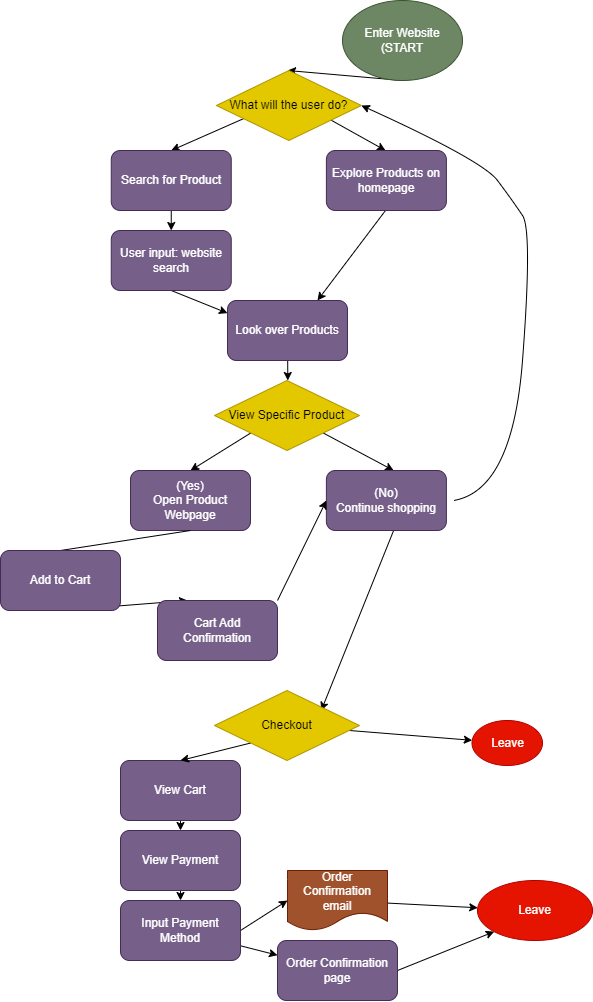 Enter Website
(START
What will the user do?
Search for Product
Explore Products on
homepage
User input: website
search
Look over Products
View Specific Product
(Yes)
Open Product
Webpage
(No)
Continue shopping
Add to Cart
Cart Add
Confirmation
Checkout
Leave
View Cart
View Payment
Input Payment
Method
Order
Confirmation
email
Leave
Order Confirmation
page